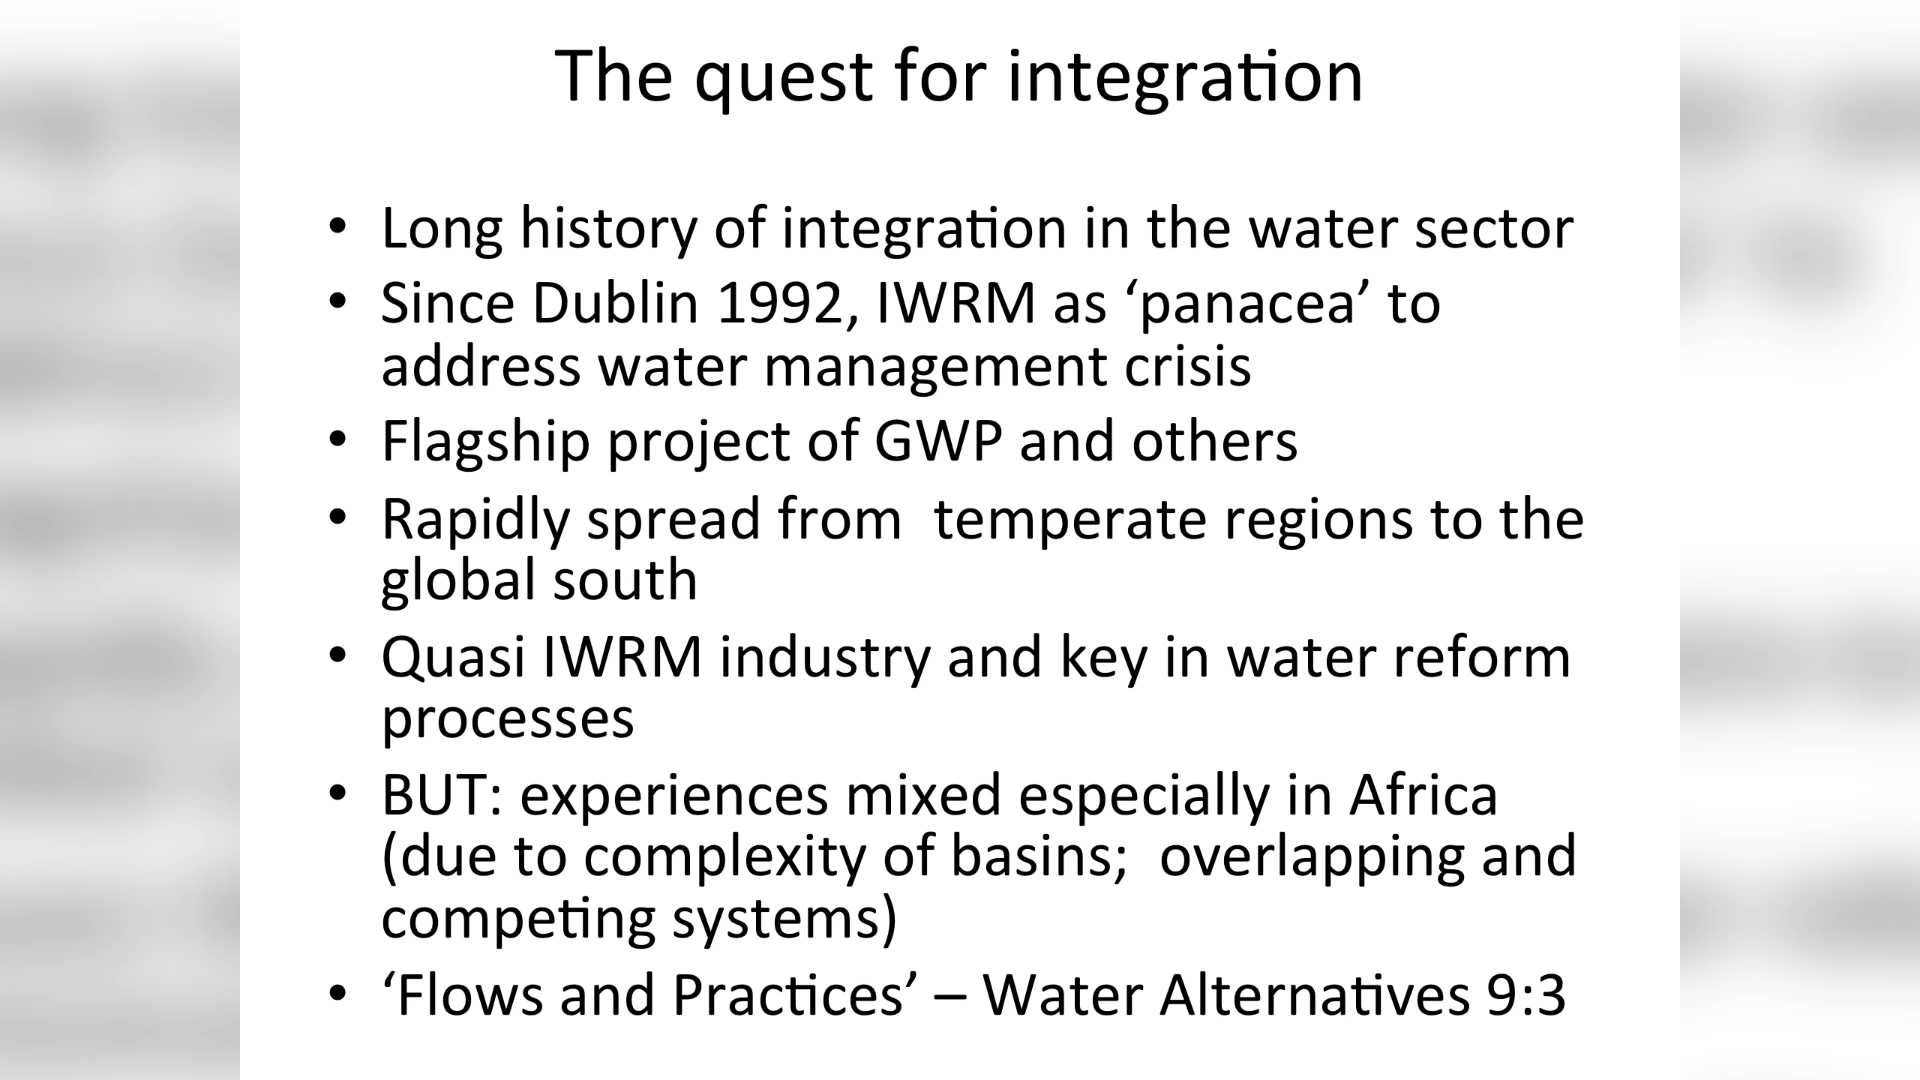 The quest for integration
• Long history of integration in the water sector
• Since Dublin 1992, IWRM as ‘panacea’ to
address water management crisis
• Flagship project of GWP and others
• Rapidly spread from  temperate regions to the
global south
• Quasi IWRM industry and key in water reform
processes
• BUT: experiences mixed especially in Africa
(due to complexity of basins;  overlapping and
competing systems)
• ‘Flows and Practices’ – Water Alternatives 9:3